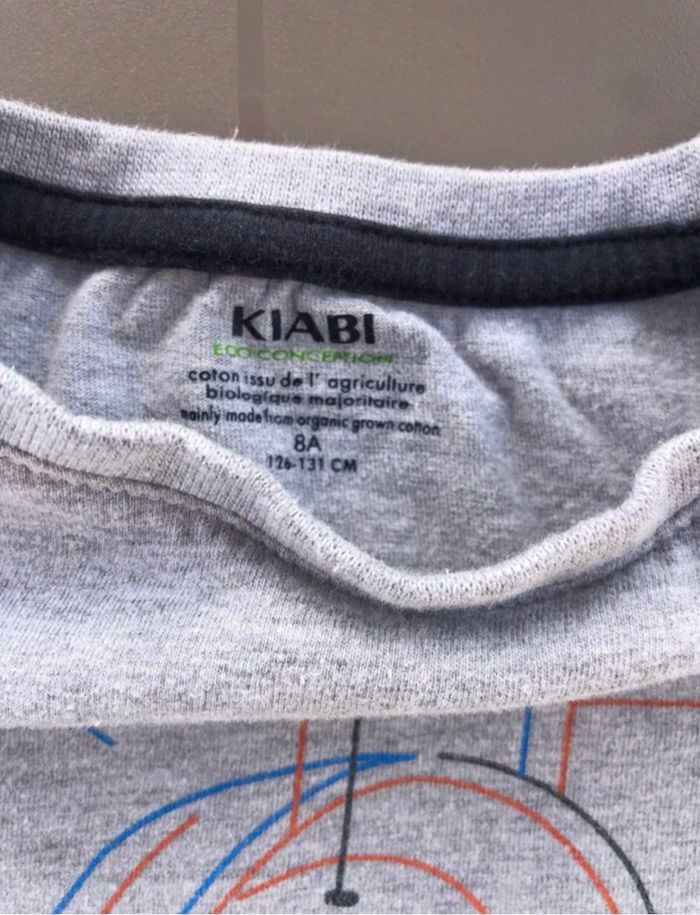 KIABI
ECO CONCEPTION
coton issu de l' agriculture
biologique majoritaire
mainly made from organic grown cotton
8A
126-131 CM